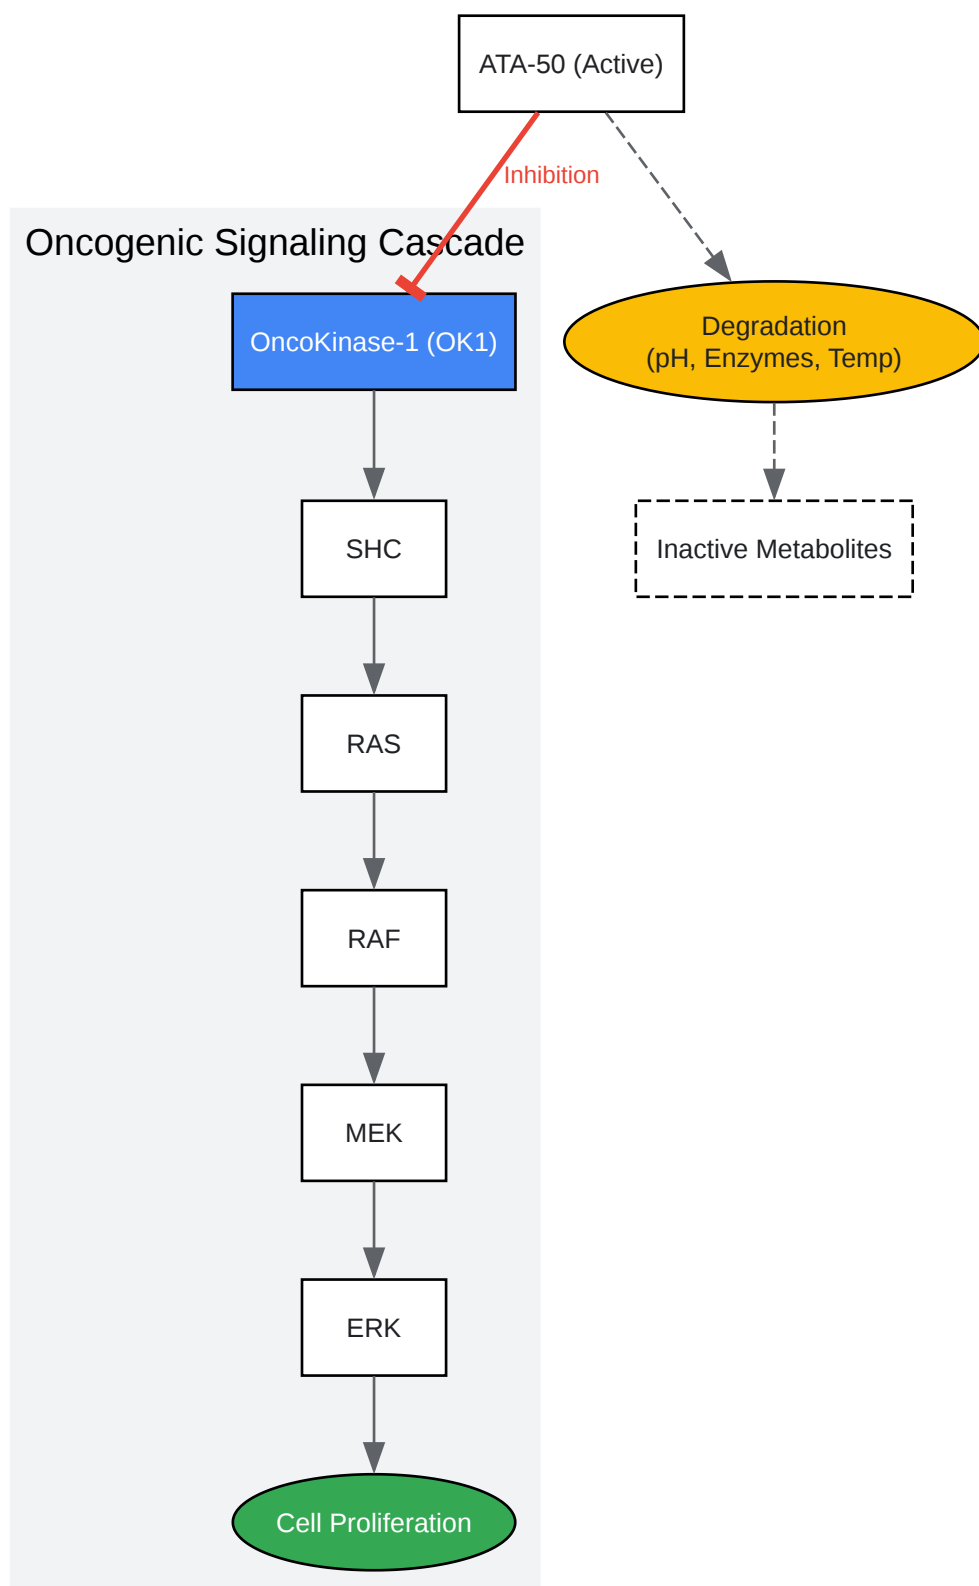 ATA-50 (Active)
Inhibition
Oncogenic Signaling Cascade
OncoKinase-1 (OK1)
Degradation
(pH, Enzymes, Temp)
SHC
Inactive Metabolites
RAS
RAF
MEK
ERK
Cell Proliferation